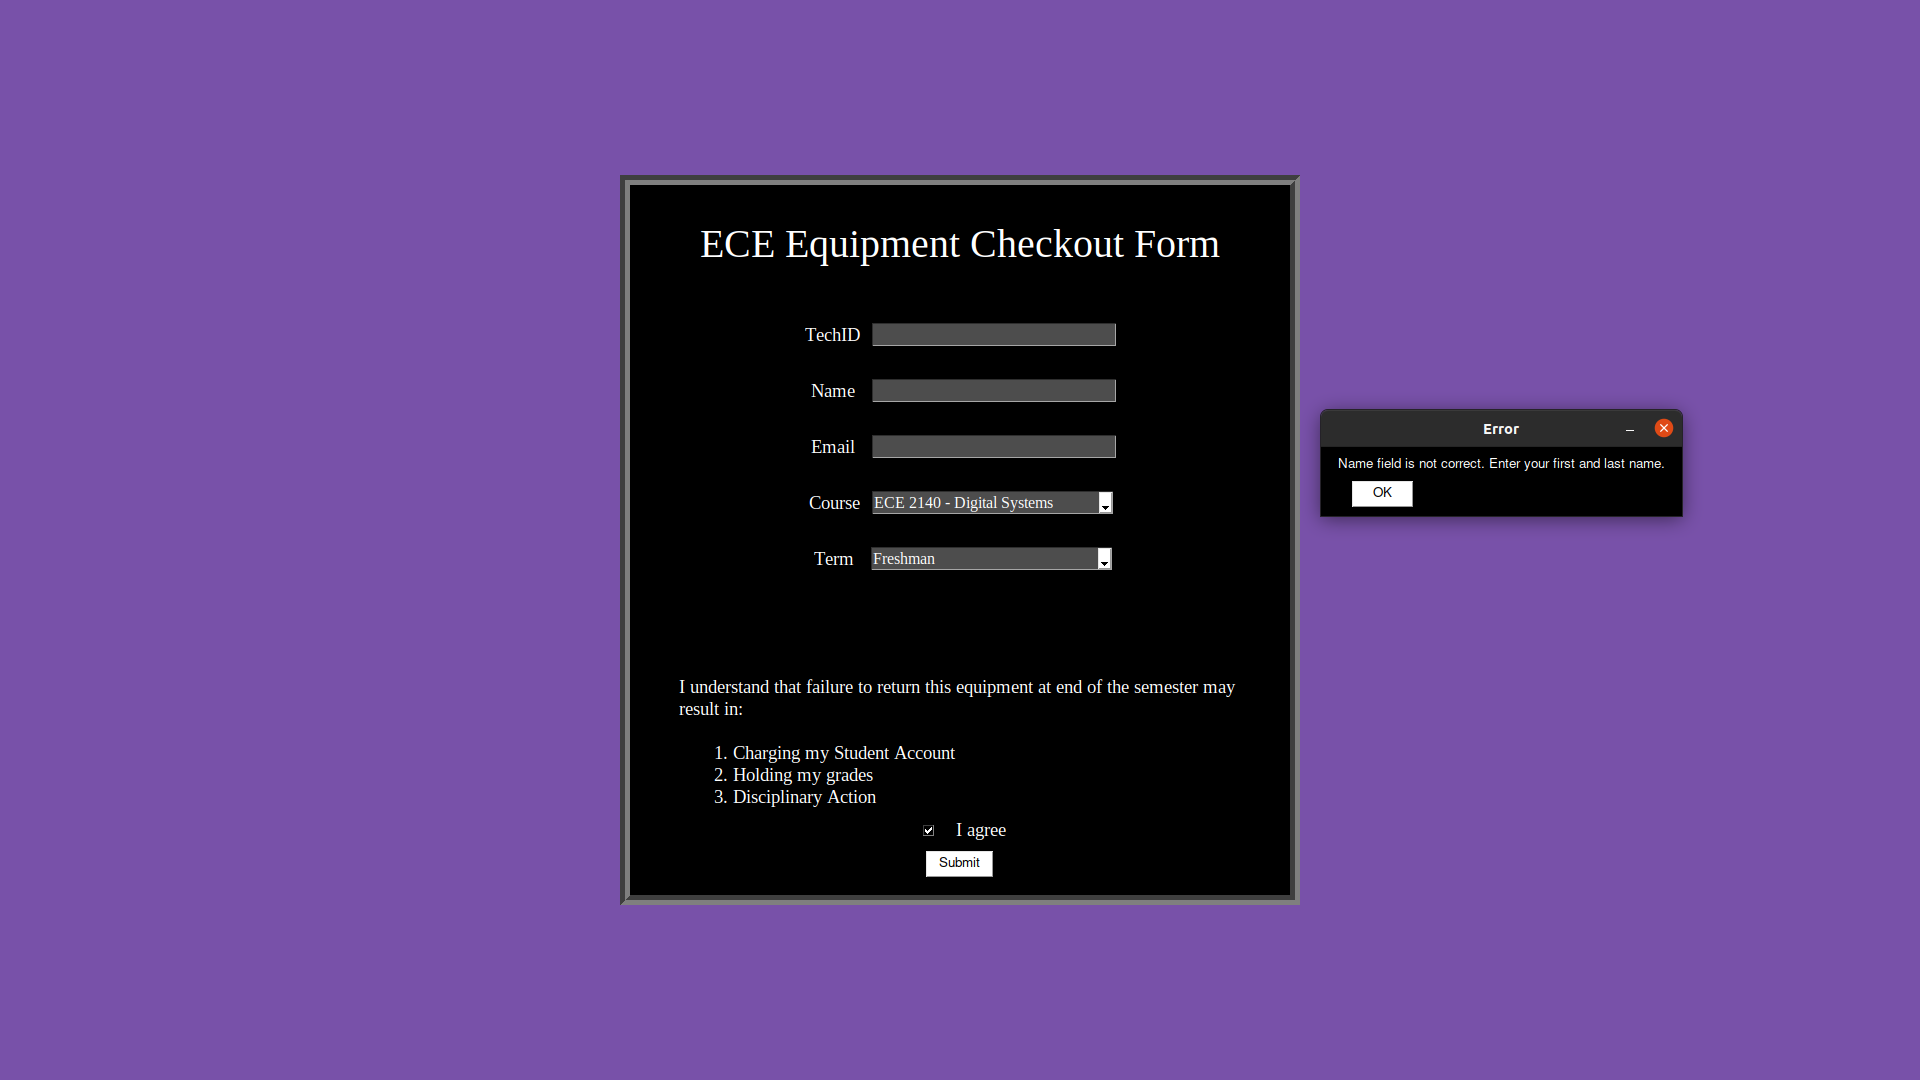 ECE Equipment Checkout Form
TechID
Name
Email
Course ECE 2140 - Digital Systems
Term Freshman
I understand that failure to return this equipment at end of the semester may
result in:
1. Charging my Student Account
2. Holding my grades
3. Disciplinary Action
I agree
Submit
Error
Name field is not correct. Enter your first and last name.
OK